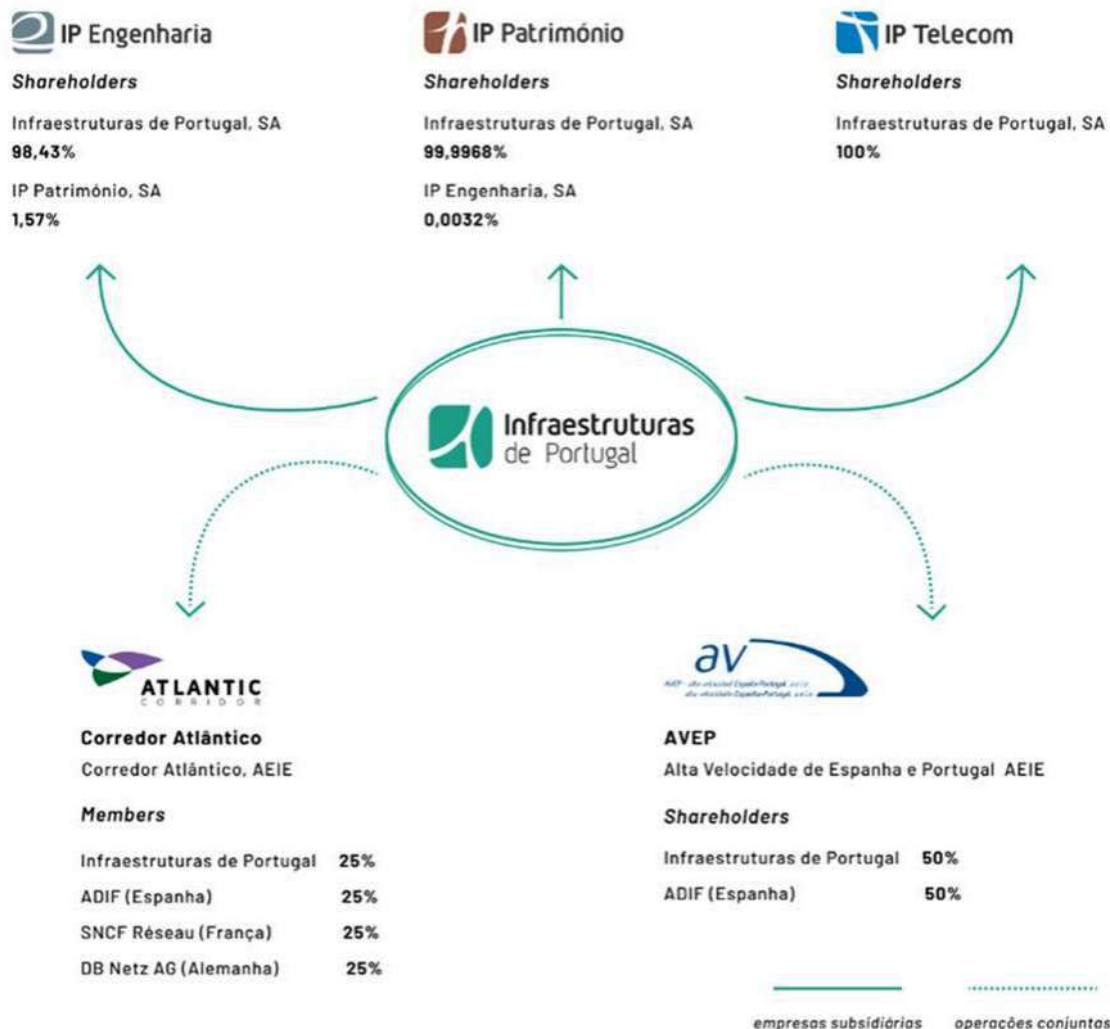 IP Engenharia
Shareholders
Infraestruturas de Portugal, SA
98,43%
IP Património, SA
1,57%
IP Património
Shareholders
Infraestruturas de Portugal, SA
99,9968%
IP Engenharia, SA
0,0032%
IP Telecom
Shareholders
Infraestruturas de Portugal, SA
100%
Infraestruturas
de Portugal
ATLANTIC
CORRIDOR
Corredor Atlântico
Corredor Atlântico, AEIE
Members
Infraestruturas de Portugal 25%
ADIF (Espanha) 25%
SNCF Réseau (França) 25%
DB Netz AG (Alemanha) 25%
av
AVEP
Alta Velocidade de Espanha e Portugal AEIE
Shareholders
Infraestruturas de Portugal 50%
ADIF (Espanha) 50%
empresas subsidiárias
operações conjuntas